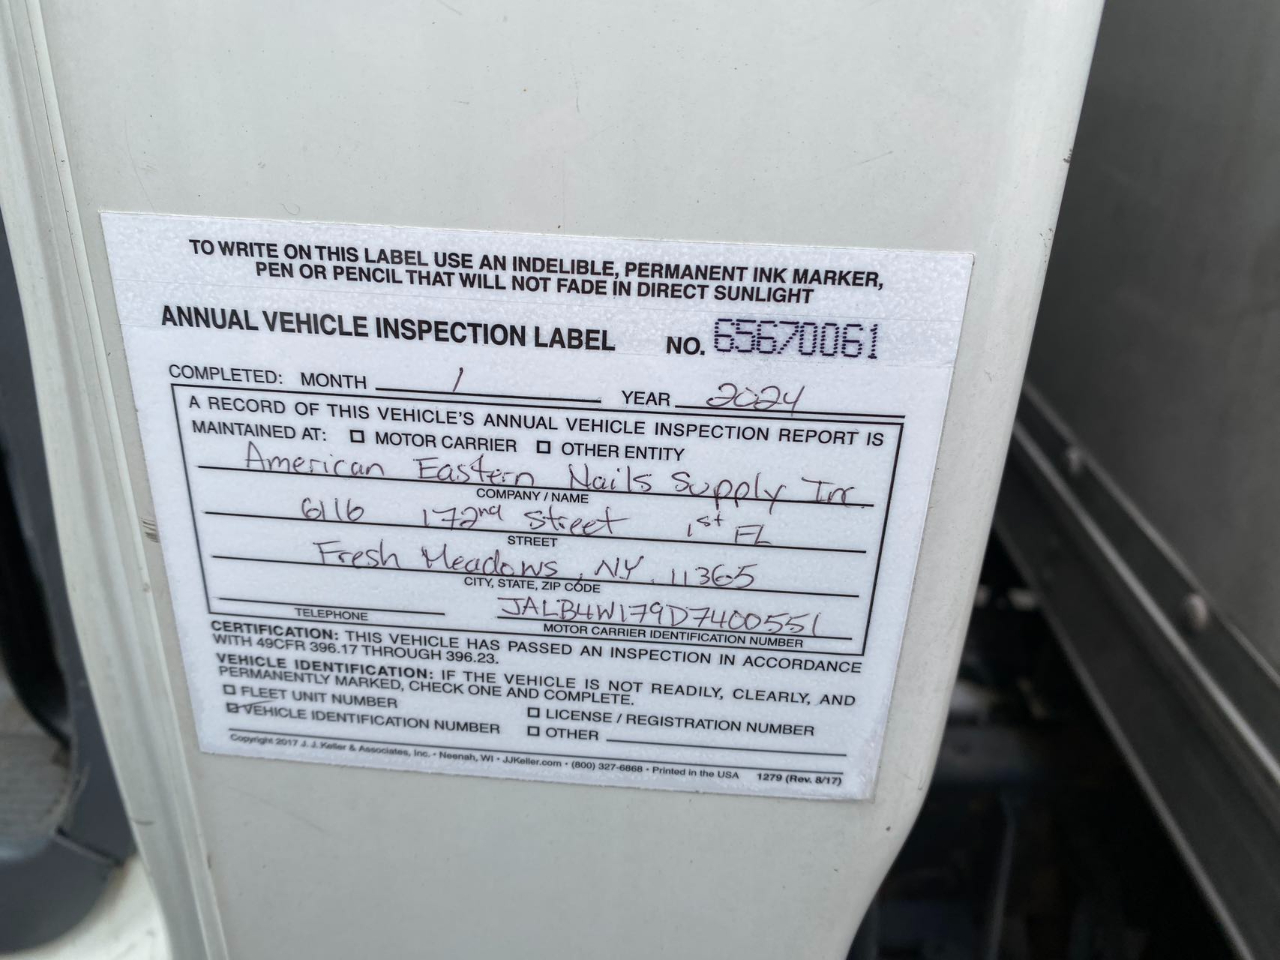 TO WRITE ON THIS LABEL USE AN INDELIBLE, PERMANENT INK MARKER,
PEN OR PENCIL THAT WILL NOT FADE IN DIRECT SUNLIGHT
ANNUAL VEHICLE INSPECTION LABEL NO. 65670061
COMPLETED: MONTH 1 YEAR 2024
A RECORD OF THIS VEHICLE'S ANNUAL VEHICLE INSPECTION REPORT IS
MAINTAINED AT: ☐ MOTOR CARRIER ☐ OTHER ENTITY
American Eastern Nails Supply Inc.
COMPANY / NAME
6116 172nd Street 1st FL
STREET
Fresh Meadows, NY, 11365
CITY, STATE, ZIP CODE
JALB4W179D7400551
TELEPHONE MOTOR CARRIER IDENTIFICATION NUMBER
CERTIFICATION: THIS VEHICLE HAS PASSED AN INSPECTION IN ACCORDANCE
WITH 49CFR 396.17 THROUGH 396.23.
VEHICLE IDENTIFICATION: IF THE VEHICLE IS NOT READILY, CLEARLY, AND
PERMANENTLY MARKED, CHECK ONE AND COMPLETE.
☐ FLEET UNIT NUMBER ☐ LICENSE / REGISTRATION NUMBER
☑ VEHICLE IDENTIFICATION NUMBER ☐ OTHER
Copyright 2017 J. J. Keller & Associates, Inc. • Neenah, WI • JJKeller.com • (800) 327-6868 • Printed in the USA 1279 (Rev. 8/17)